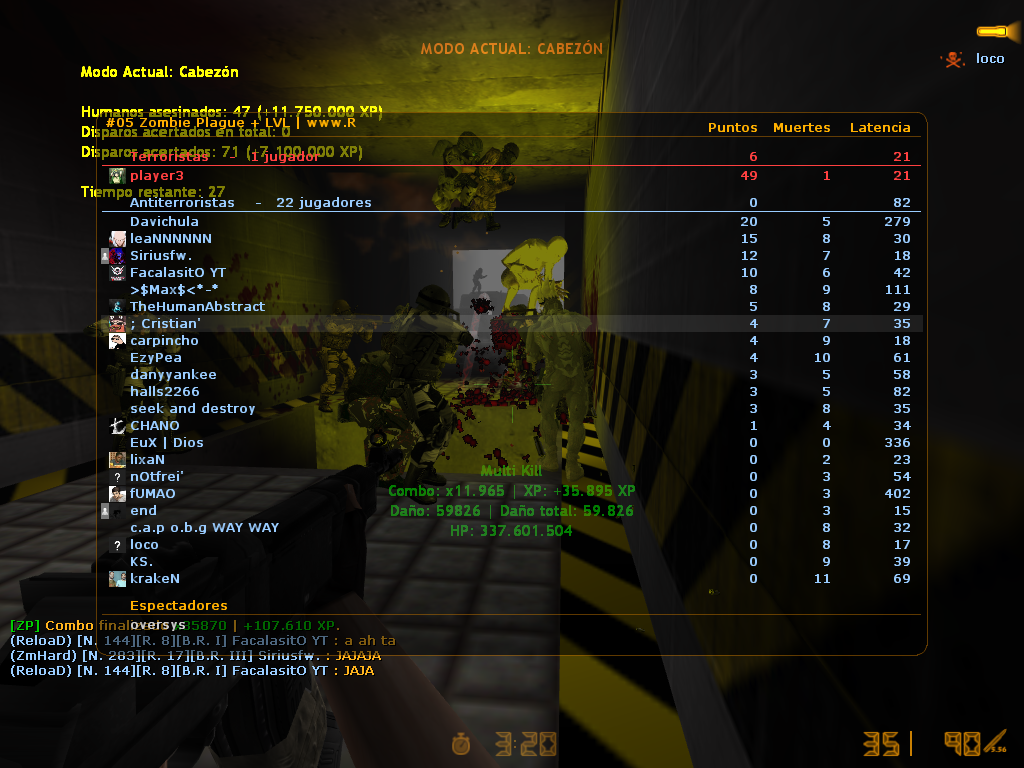 MODO ACTUAL: CABEZÓN
loco
Modo Actual: Cabezón
Humanos asesinados: 47 (+11.750.000 XP)
#05 Zombie Plague + LVL | www.R
Puntos Muertes Latencia
Disparos acertados en total: 0
Disparos acertados: 71 (+7.100.000 XP)
Terroristas - 1 jugador 6 21
player3 49 1 21
Tiempo restante: 27
Antiterroristas - 22 jugadores 0 82
Davichula 20 5 279
leaNNNNNN 15 8 30
Siriusfw. 12 7 18
FacalasitO YT 10 6 42
>$Max$<*-* 8 9 111
TheHumanAbstract 5 8 29
; Cristian' 4 7 35
carpincho 4 9 18
EzyPea 4 10 61
danyyankee 3 5 58
halls2266 3 5 82
seek and destroy 3 8 35
CHANO 1 4 34
EuX | Dios 0 0 336
lixaN 0 2 23
nOtfrei' 0 3 54
fUMAO 0 3 402
end 0 3 15
c.a.p o.b.g WAY WAY 0 8 32
loco 0 8 17
KS. 0 9 39
krakeN 0 11 69
Multi Kill
Combo: x11.965 | XP: +35.895 XP
Daño: 59826 | Daño total: 59.826
HP: 337.601.504
Espectadores
oversys
[ZP] Combo finalizado 35870 | +107.610 XP.
(ReloaD) [N. 144][R. 8][B.R. I] FacalasitO YT : a ah ta
(ZmHard) [N. 283][R. 17][B.R. III] Siriusfw. : JAJAJA
(ReloaD) [N. 144][R. 8][B.R. I] FacalasitO YT : JAJA
3:20
35 | 90
5.56